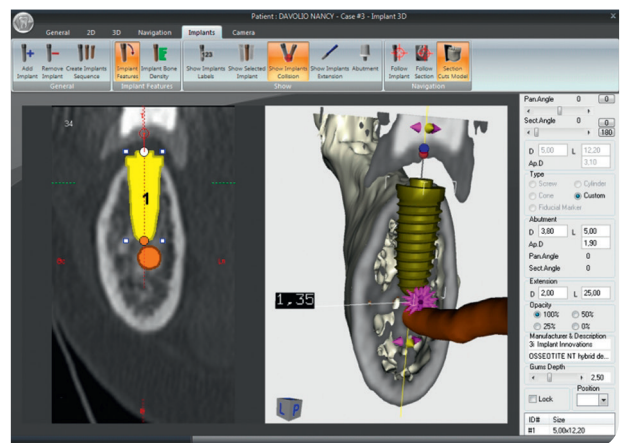 Patient : DAVOLIO NANCY - Case #3 - Implant 3D
General 2D 3D Navigation Implants Camera
Add Implant
Remove Implant
Create Implants Sequence
Implant Features
Implant Bone Density
Show Implants Labels
Show Selected Implant
Show Implants Collision
Show Implants Extension
Abutment
Follow Implant
Follow Section
Section Cuts Model
General Implant Features Show Navigation
123
34
1
1,35
L P
Pan.Angle 0 0
Sect.Angle 0 0
180
D 5,00 L 12,20
Ap.D 3,10
Type
Screw Cylinder
Cone Custom
Fiducial Marker
Abutment
D 3,80 L 5,00
Ap.D 1,90
Pan.Angle 0
Sect.Angle 0
Extension
D 2,00 L 25,00
Opacity
100% 50%
25% 0%
Manufacturer & Description
3i Implant Innovations
OSSEOTITE NT hybrid de...
Gums Depth
2.50
Position
Lock
ID# Size
#1 5,00x12,20